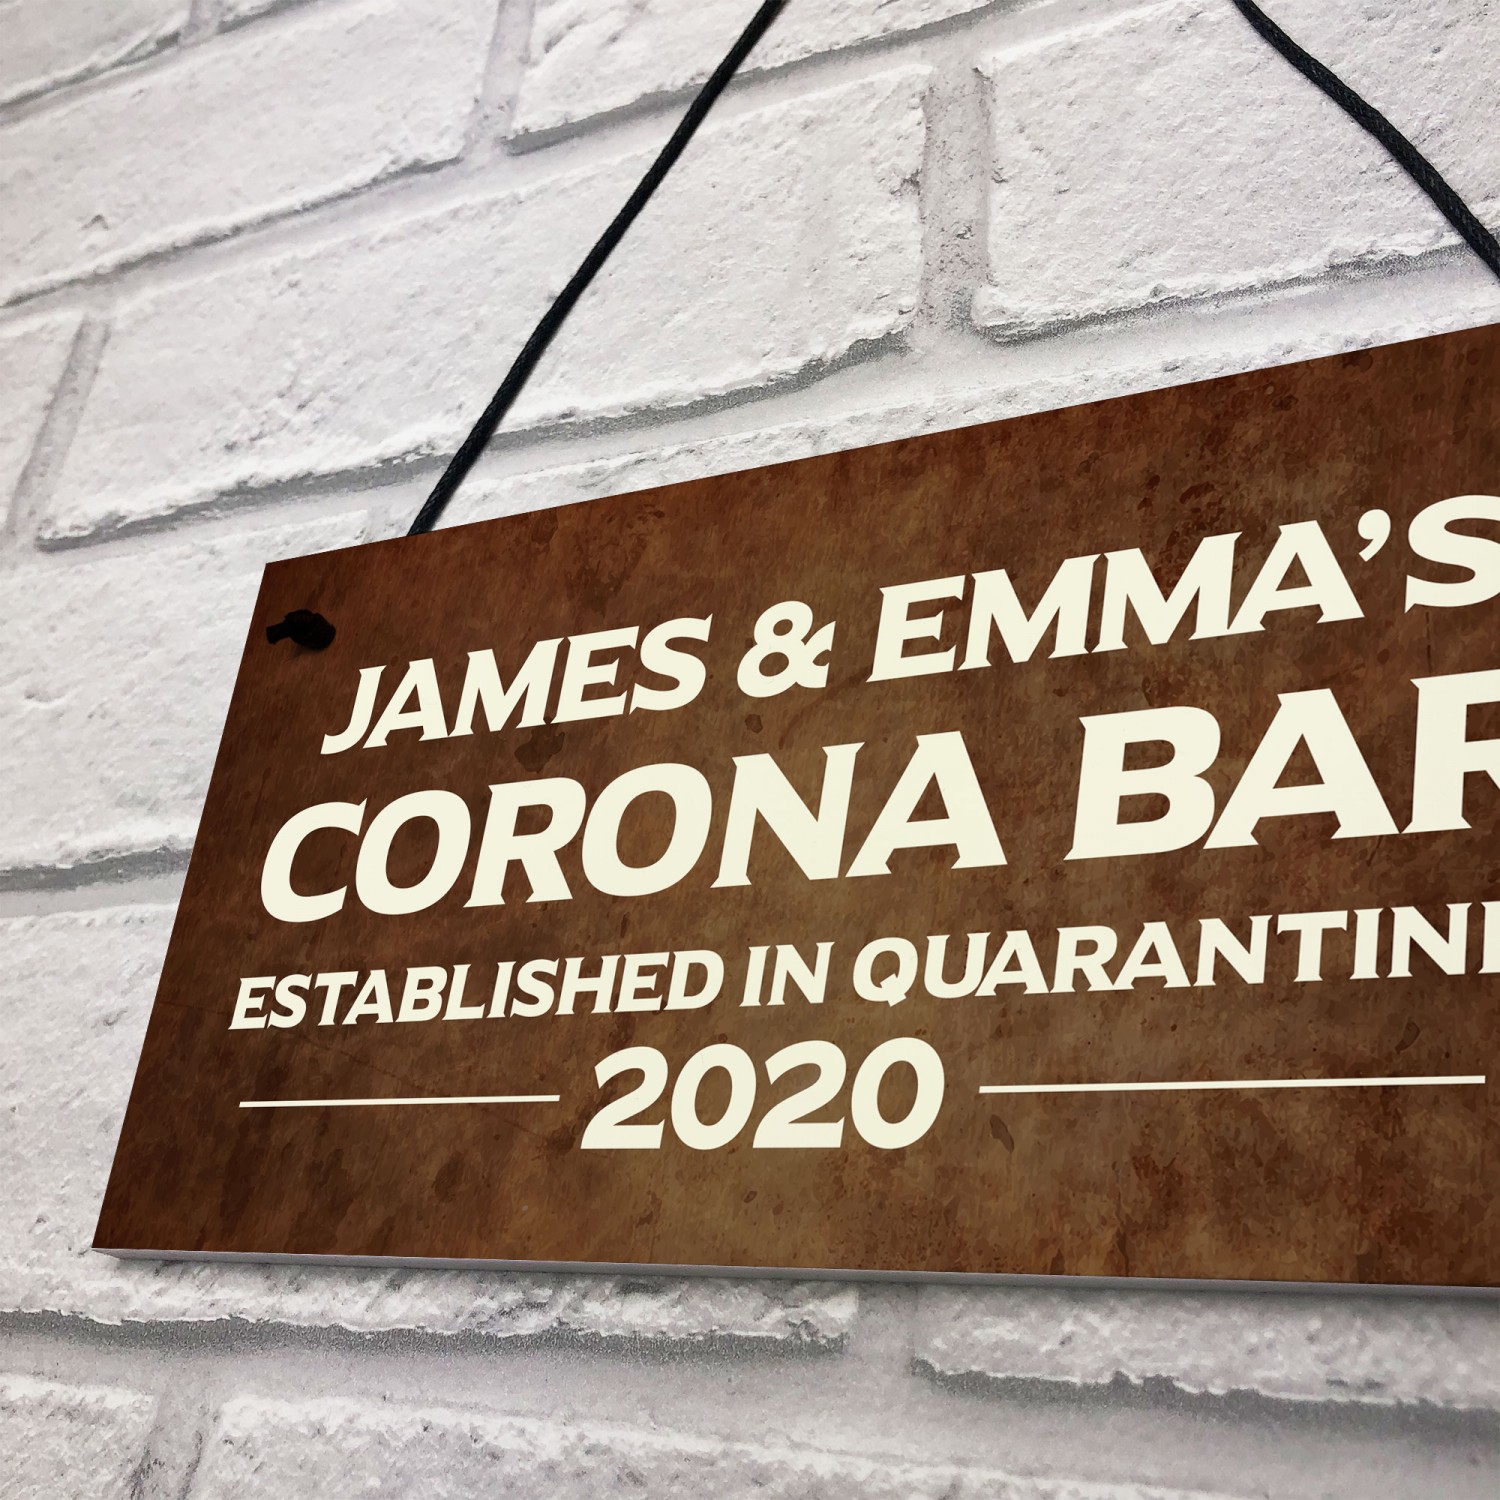 JAMES & EMMA'S
CORONA BAR
ESTABLISHED IN QUARANTINE
2020